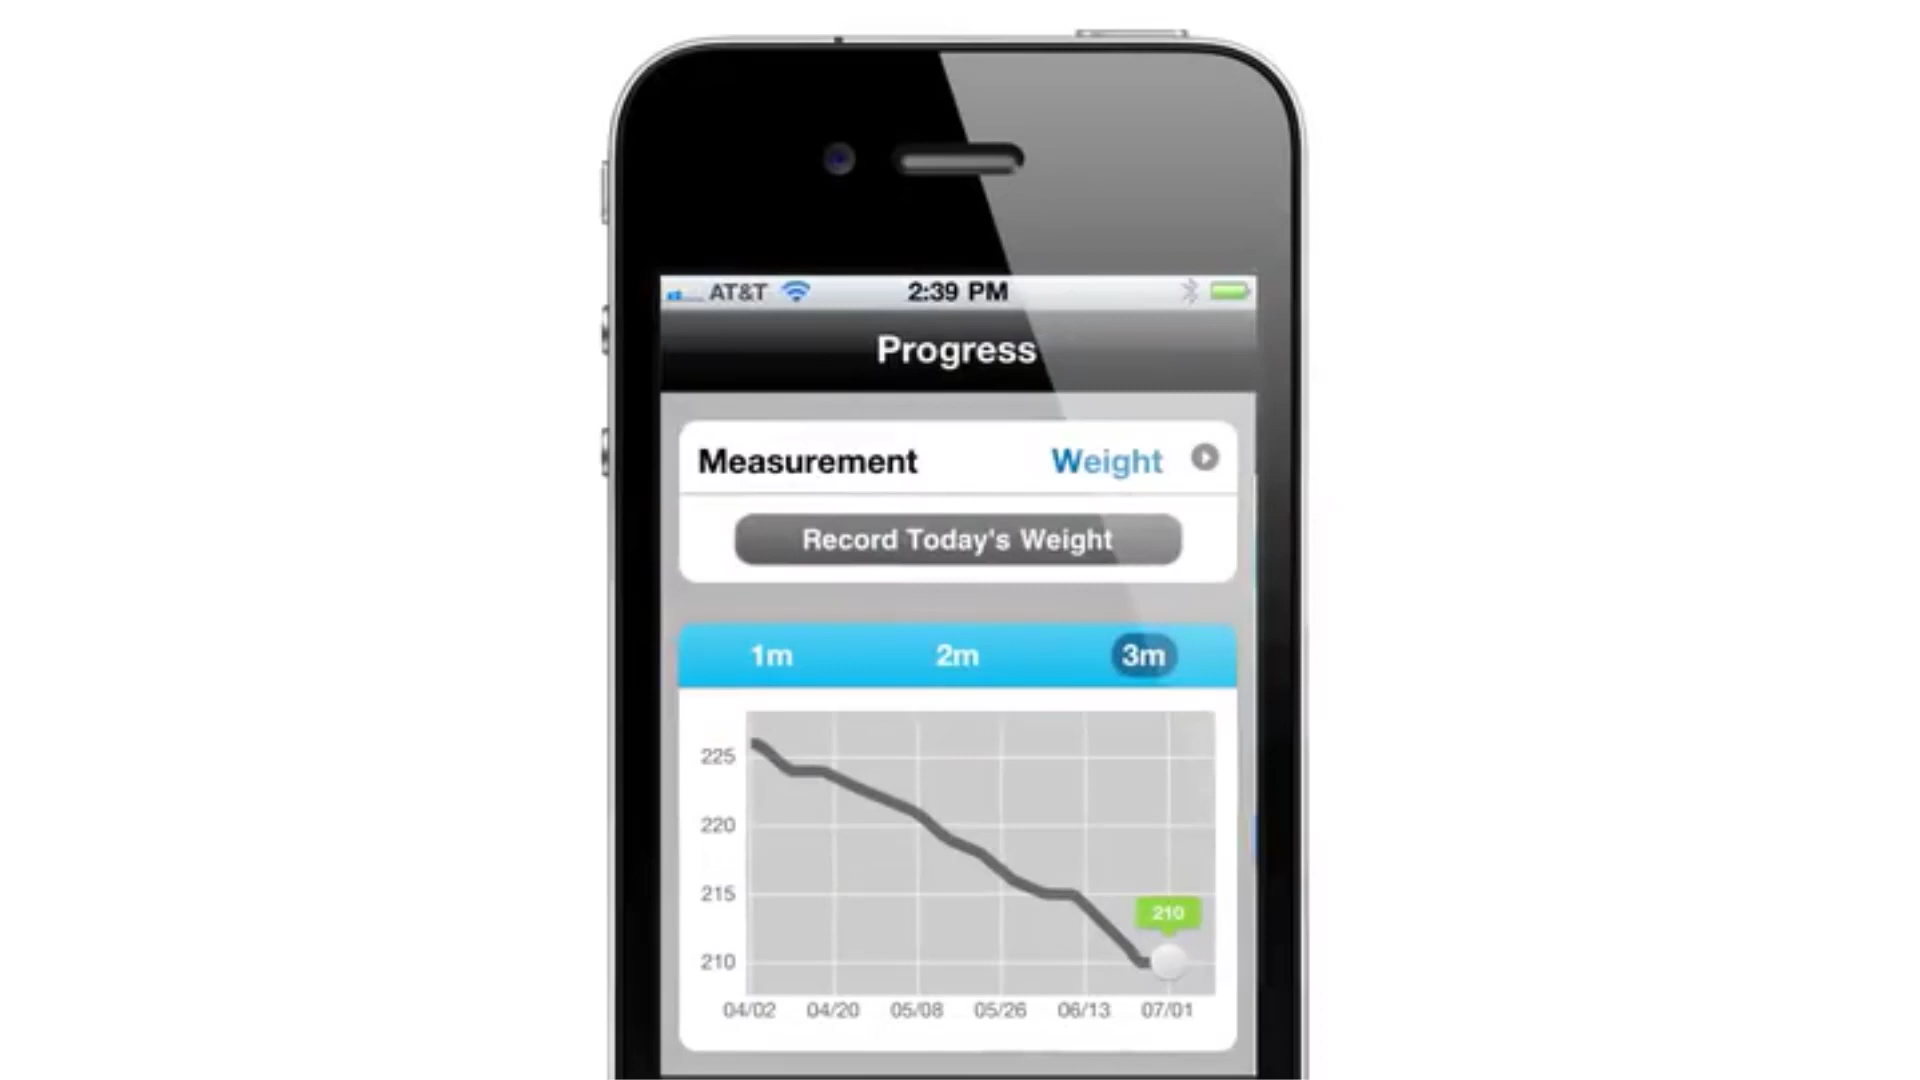 AT&T 2:39 PM
Progress
Measurement Weight
Record Today's Weight
1m 2m 3m
225
220
215
210
210
04/02 04/20 05/08 05/26 06/13 07/01